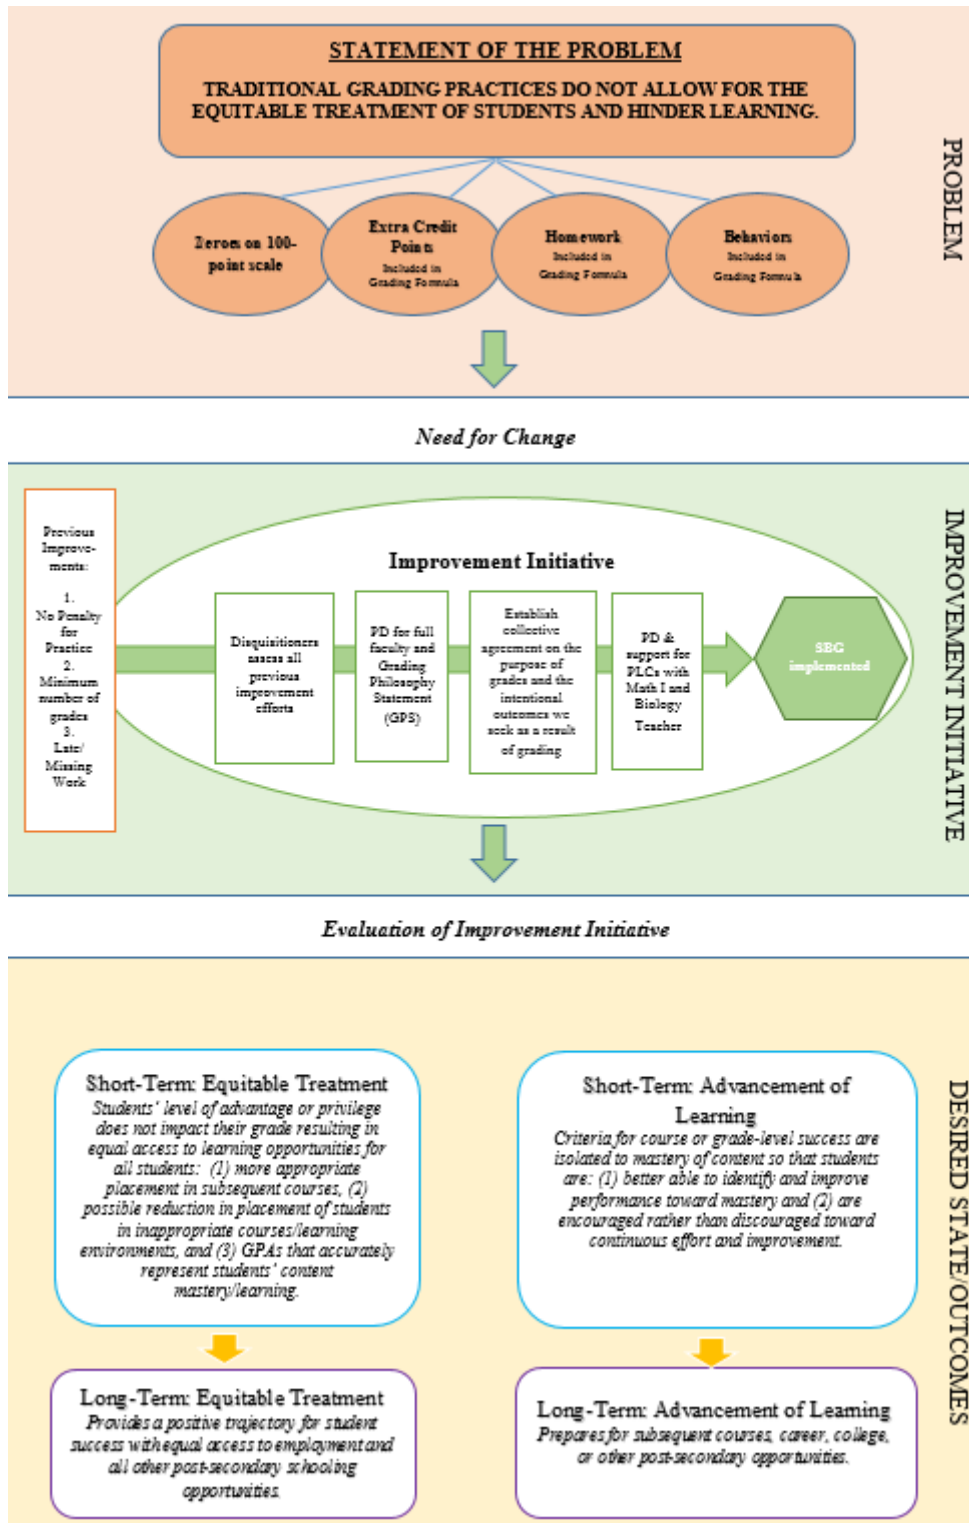 STATEMENT OF THE PROBLEM
TRADITIONAL GRADING PRACTICES DO NOT ALLOW FOR THE
EQUITABLE TREATMENT OF STUDENTS AND HINDER LEARNING.
Zeroes on 100-
point scale
Extra Credit
Points
Included in
Grading Formula
Homework
Included in
Grading Formula
Behaviors
Included in
Grading Formula
PROBLEM
Need for Change
Previous
Improve-
ments:
1.
No Penalty
for
Practice
2.
Minimum
number of
grades
3.
Late/
Missing
Work
Improvement Initiative
Disquisitioners
assess all
previous
improvement
efforts
PD for full
faculty and
Grading
Philosophy
Statement
(GPS)
Establish
collective
agreement on the
purpose of
grades and the
intentional
outcomes we
seek as a result
of grading
PD &
support for
PLCs with
Math I and
Biology
Teacher
SBG
implemented
IMPROVEMENT INITIATIVE
Evaluation of Improvement Initiative
Short-Term: Equitable Treatment
Students' level of advantage or privilege
does not impact their grade resulting in
equal access to learning opportunities for
all students: (1) more appropriate
placement in subsequent courses, (2)
possible reduction in placement of students
in inappropriate courses/learning
environments, and (3) GPAs that accurately
represent students' content
mastery/learning.
Short-Term: Advancement of
Learning
Criteria for course or grade-level success are
isolated to mastery of content so that students
are: (1) better able to identify and improve
performance toward mastery and (2) are
encouraged rather than discouraged toward
continuous effort and improvement.
Long-Term: Equitable Treatment
Provides a positive trajectory for student
success with equal access to employment and
all other post-secondary schooling
opportunities.
Long-Term: Advancement of Learning
Prepares for subsequent courses, career, college,
or other post-secondary opportunities.
DESIRED STATE/OUTCOMES